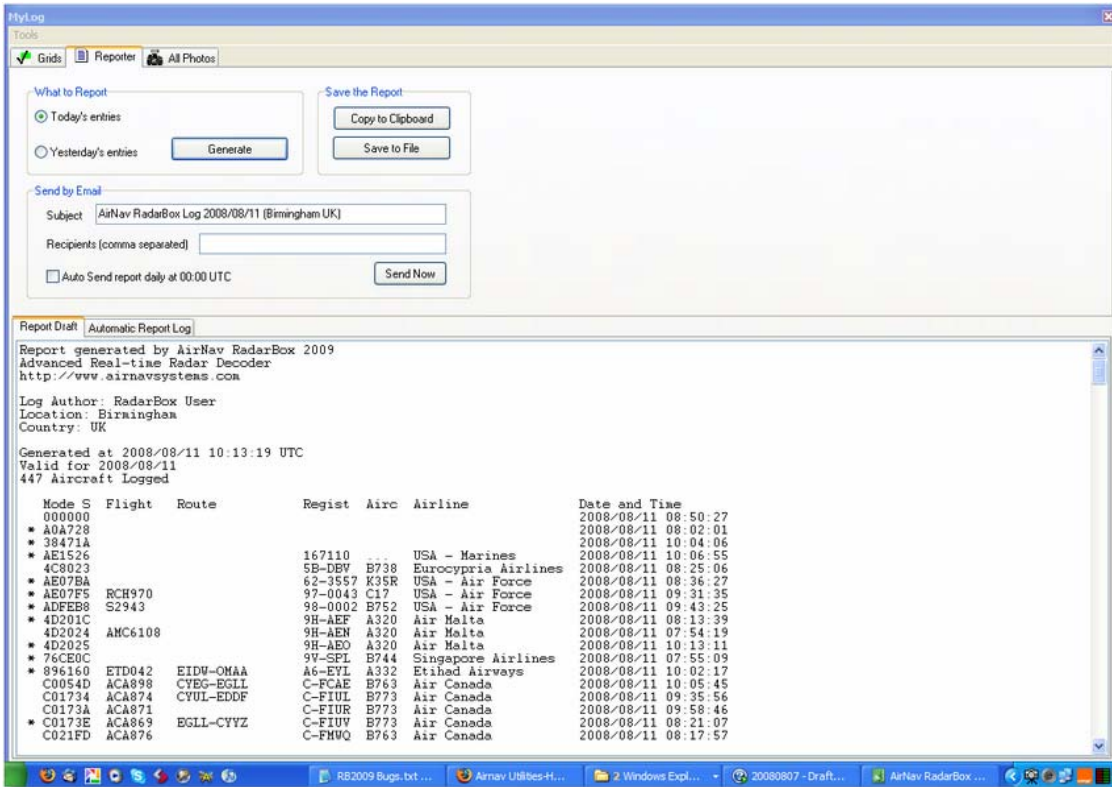 MyLog
Tools
Grids Reporter All Photos
What to Report
Today's entries
Yesterday's entries
Generate
Save the Report
Copy to Clipboard
Save to File
Send by Email
Subject AirNav RadarBox Log 2008/08/11 (Birmingham UK)
Recipients (comma separated)
Auto Send report daily at 00:00 UTC
Send Now
Report Draft Automatic Report Log
Report generated by AirNav RadarBox 2009
Advanced Real-time Radar Decoder
http://www.airnavsystems.com
Log Author: RadarBox User
Location: Birmingham
Country: UK
Generated at 2008/08/11 10:13:19 UTC
Valid for 2008/08/11
447 Aircraft Logged
Mode S Flight Route Regist Airc Airline Date and Time
000000 2008/08/11 08:50:27
* A0A728 2008/08/11 08:02:01
* 38471A 2008/08/11 10:04:06
* AE1526 167110 ... USA - Marines 2008/08/11 10:06:55
4C8023 5B-DBV B738 Eurocypria Airlines 2008/08/11 08:25:06
* AE07BA 62-3557 K35R USA - Air Force 2008/08/11 08:36:27
* AE07F5 RCH970 97-0043 C17 USA - Air Force 2008/08/11 09:31:35
* ADFEB8 S2943 98-0002 B752 USA - Air Force 2008/08/11 09:43:25
* 4D201C 9H-AEF A320 Air Malta 2008/08/11 08:13:39
4D2024 AMC6108 9H-AEN A320 Air Malta 2008/08/11 07:54:19
* 4D2025 9H-AEO A320 Air Malta 2008/08/11 10:13:11
* 76CE0C 9V-SPL B744 Singapore Airlines 2008/08/11 07:55:09
* 896160 ETD042 EIDW-OMAA A6-EYL A332 Etihad Airways 2008/08/11 10:02:17
C0054D ACA898 CYEG-EGLL C-FCAE B763 Air Canada 2008/08/11 10:05:45
C01734 ACA874 CYUL-EDDF C-FIUL B773 Air Canada 2008/08/11 09:35:56
C0173A ACA871 C-FIUR B773 Air Canada 2008/08/11 09:58:46
* C0173E ACA869 EGLL-CYYZ C-FIUV B773 Air Canada 2008/08/11 08:21:07
C021FD ACA876 C-FMWQ B763 Air Canada 2008/08/11 08:17:57
RB2009 Bugs.txt ... Airnav Utilities-H... 2 Windows Expl... 20080807 - Draft... AirNav RadarBox ...